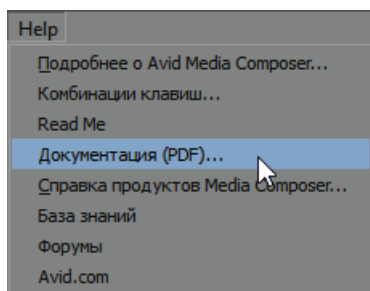 Help
Подробнее о Avid Media Composer...
Комбинации клавиш...
Read Me
Документация (PDF)...
Справка продуктов Media Composer...
База знаний
Форумы
Avid.com